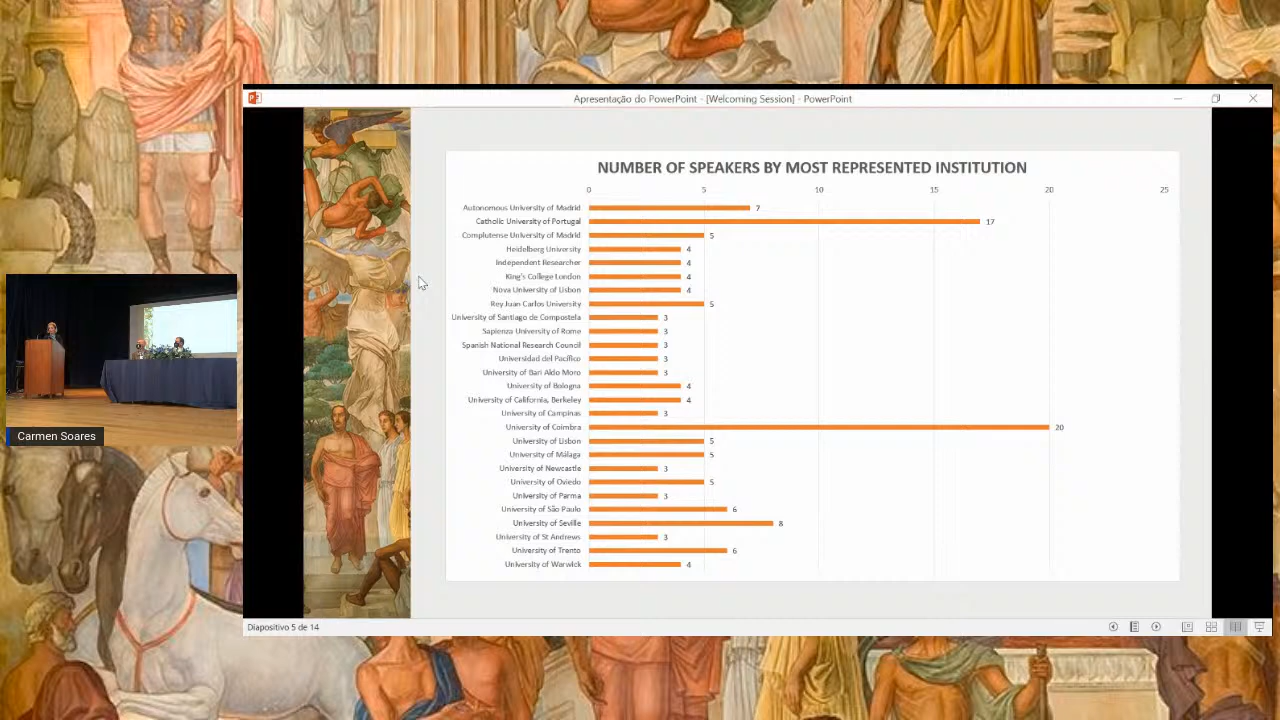 Apresentação do PowerPoint - [Welcoming Session] - PowerPoint
NUMBER OF SPEAKERS BY MOST REPRESENTED INSTITUTION
0 5 10 15 20 25
Autonomous University of Madrid 7
Catholic University of Portugal 17
Complutense University of Madrid 5
Heidelberg University 4
Independent Researcher 4
King's College London 4
Nova University of Lisbon 4
Rey Juan Carlos University 5
University of Santiago de Compostela 3
Sapienza University of Rome 3
Spanish National Research Council 3
Universidad del Pacífico 3
University of Bari Aldo Moro 3
University of Bologna 4
University of California, Berkeley 4
University of Campinas 3
University of Coimbra 20
University of Lisbon 5
University of Málaga 5
University of Newcastle 3
University of Oviedo 5
University of Parma 3
University of São Paulo 6
University of Seville 8
University of St Andrews 3
University of Trento 6
University of Warwick 4
Carmen Soares
Diapositivo 5 de 14